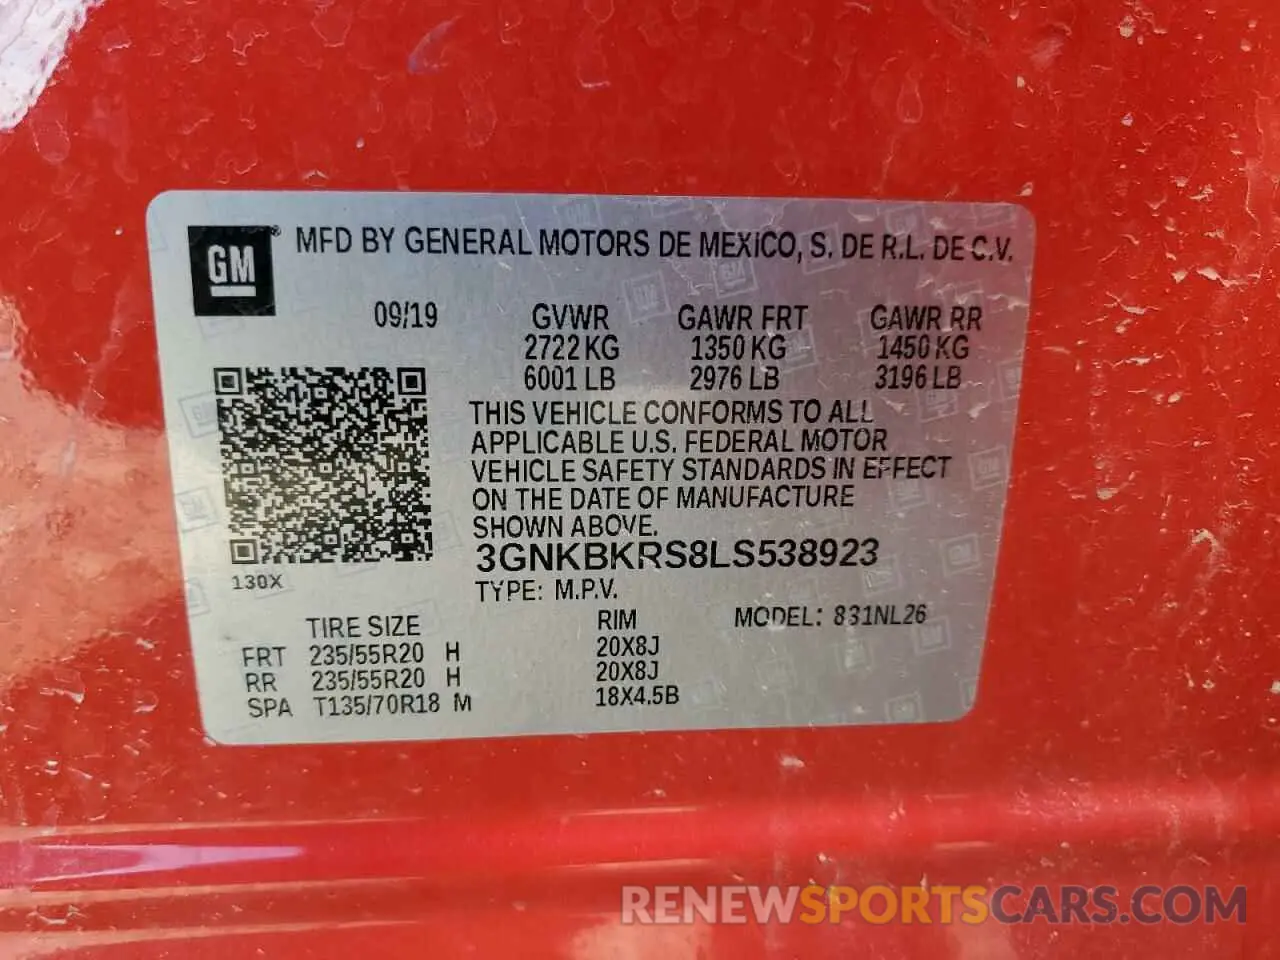 GM® MFD BY GENERAL MOTORS DE MEXICO, S. DE R.L. DE C.V.
09/19 GVWR GAWR FRT GAWR RR
2722 KG 1350 KG 1450 KG
6001 LB 2976 LB 3196 LB
THIS VEHICLE CONFORMS TO ALL
APPLICABLE U.S. FEDERAL MOTOR
VEHICLE SAFETY STANDARDS IN EFFECT
ON THE DATE OF MANUFACTURE
SHOWN ABOVE.
3GNKBKRS8LS538923
130X
TYPE: M.P.V.
TIRE SIZE RIM MODEL: 831NL26
FRT 235/55R20 H 20X8J
RR 235/55R20 H 20X8J
SPA T135/70R18 M 18X4.5B
RENEWSPORTSCARS.COM